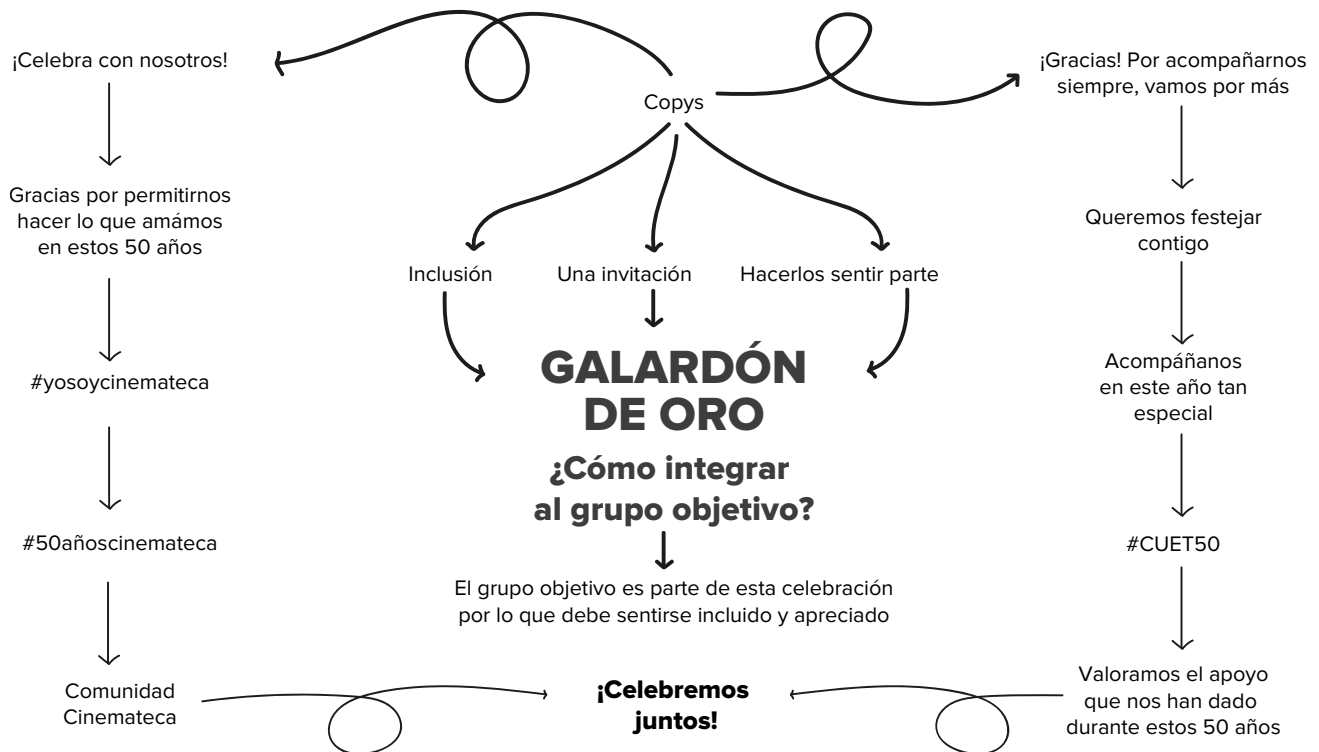 Copys
¡Celebra con nosotros!
Gracias por permitirnos
hacer lo que amámos
en estos 50 años
#yosoycinemateca
#50añoscinemateca
Comunidad
Cinemateca
Inclusión
Una invitación
Hacerlos sentir parte
GALARDÓN
DE ORO
¿Cómo integrar
al grupo objetivo?
El grupo objetivo es parte de esta celebración
por lo que debe sentirse incluido y apreciado
¡Gracias! Por acompañarnos
siempre, vamos por más
Queremos festejar
contigo
Acompáñanos
en este año tan
especial
#CUET50
Valoramos el apoyo
que nos han dado
durante estos 50 años
¡Celebremos
juntos!